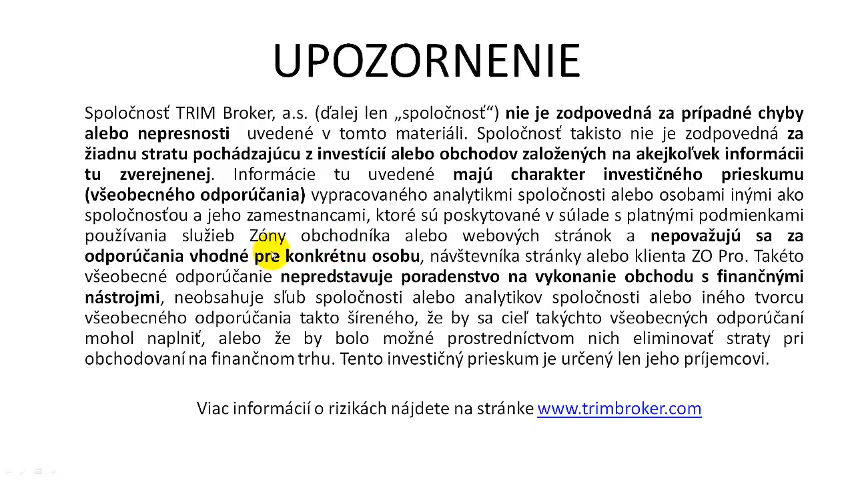 UPOZORNENIE
Spoločnosť TRIM Broker, a.s. (ďalej len „spoločnosť“) nie je zodpovedná za prípadné chyby
alebo nepresnosti uvedené v tomto materiáli. Spoločnosť takisto nie je zodpovedná za
žiadnu stratu pochádzajúcu z investícií alebo obchodov založených na akejkoľvek informácii
tu zverejnenej. Informácie tu uvedené majú charakter investičného prieskumu
(všeobecného odporúčania) vypracovaného analytikmi spoločnosti alebo osobami inými ako
spoločnosťou a jeho zamestnancami, ktoré sú poskytované v súlade s platnými podmienkami
používania služieb Zóny obchodníka alebo webových stránok a nepovažujú sa za
odporúčania vhodné pre konkrétnu osobu, návštevníka stránky alebo klienta ZO Pro. Takéto
všeobecné odporúčanie nepredstavuje poradenstvo na vykonanie obchodu s finančnými
nástrojmi, neobsahuje sľub spoločnosti alebo analytikov spoločnosti alebo iného tvorcu
všeobecného odporúčania takto šíreného, že by sa cieľ takýchto všeobecných odporúčaní
mohol naplniť, alebo že by bolo možné prostredníctvom nich eliminovať straty pri
obchodovaní na finančnom trhu. Tento investičný prieskum je určený len jeho príjemcovi.
Viac informácií o rizikách nájdete na stránke www.trimbroker.com